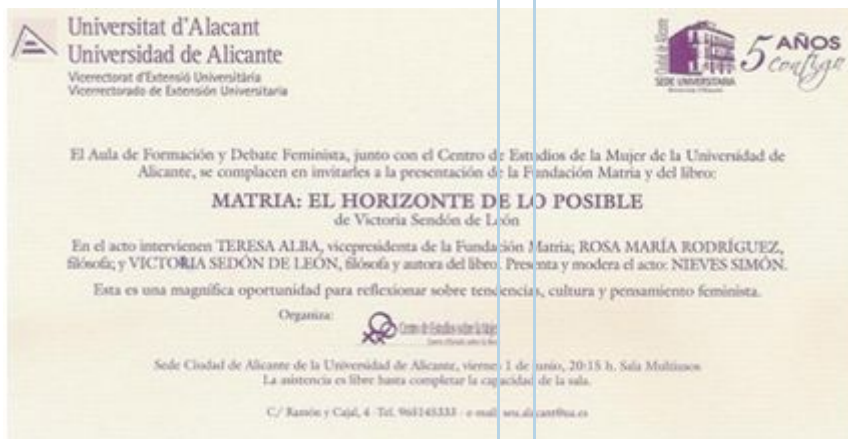 Universitat d'Alacant
Universidad de Alicante
Vicerectorat d'Extensió Universitària
Vicerrectorado de Extensión Universitaria
Ciudad de Alicante
SEDE UNIVERSITARIA
5 AÑOS
contigo
El Aula de Formación y Debate Feminista, junto con el Centro de Estudios de la Mujer de la Universidad de
Alicante, se complacen en invitarles a la presentación de la Fundación Matria y del libro:
MATRIA: EL HORIZONTE DE LO POSIBLE
de Victoria Sendón de León
En el acto intervienen TERESA ALBA, vicepresidenta de la Fundación Matria; ROSA MARÍA RODRÍGUEZ,
filósofa; y VICTORIA SEDÓN DE LEÓN, filósofa y autora del libro. Presenta y modera el acto: NIEVES SIMÓN.
Esta es una magnífica oportunidad para reflexionar sobre tendencias, cultura y pensamiento feminista.
Organiza:
Centro de Estudios sobre la Mujer
Sede Ciudad de Alicante de la Universidad de Alicante, viernes 1 de junio, 20:15 h. Sala Multiusos
La asistencia es libre hasta completar la capacidad de la sala.
C/ Ramón y Cajal, 4 - Tel. 965145333 - e-mail: seu.alacant@ua.es